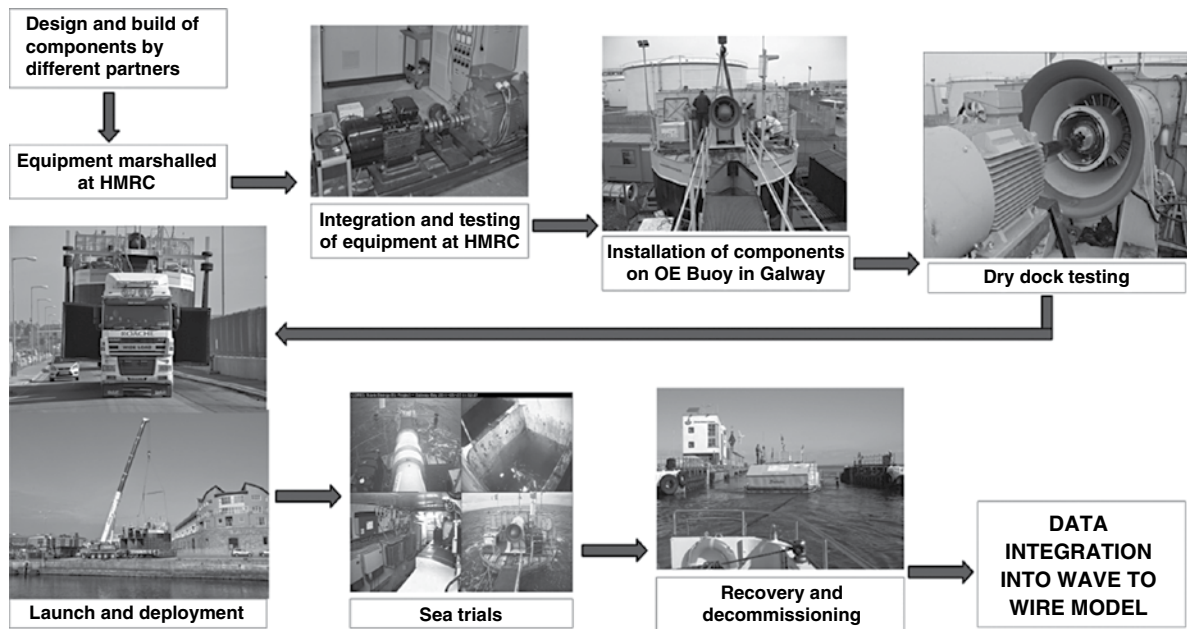 Design and build of
components by
different partners
Equipment marshalled
at HMRC
Integration and testing
of equipment at HMRC
Installation of components
on OE Buoy in Galway
Dry dock testing
Launch and deployment
Sea trials
Recovery and
decommissioning
DATA
INTEGRATION
INTO WAVE TO
WIRE MODEL